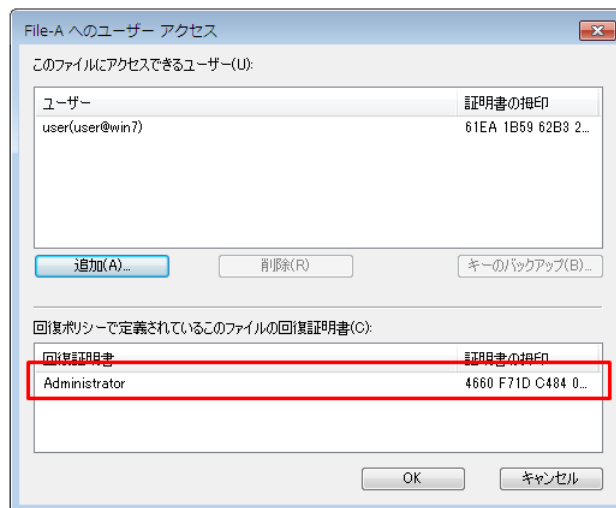 File-A へのユーザー アクセス
このファイルにアクセスできるユーザー(U):
ユーザー 証明書の拇印
user(user@win7) 61EA 1B59 62B3 2...
追加(A)... 削除(R) キーのバックアップ(B)...
回復ポリシーで定義されているこのファイルの回復証明書(C):
回復証明書 証明書の拇印
Administrator 4660 F71D C484 0...
OK キャンセル